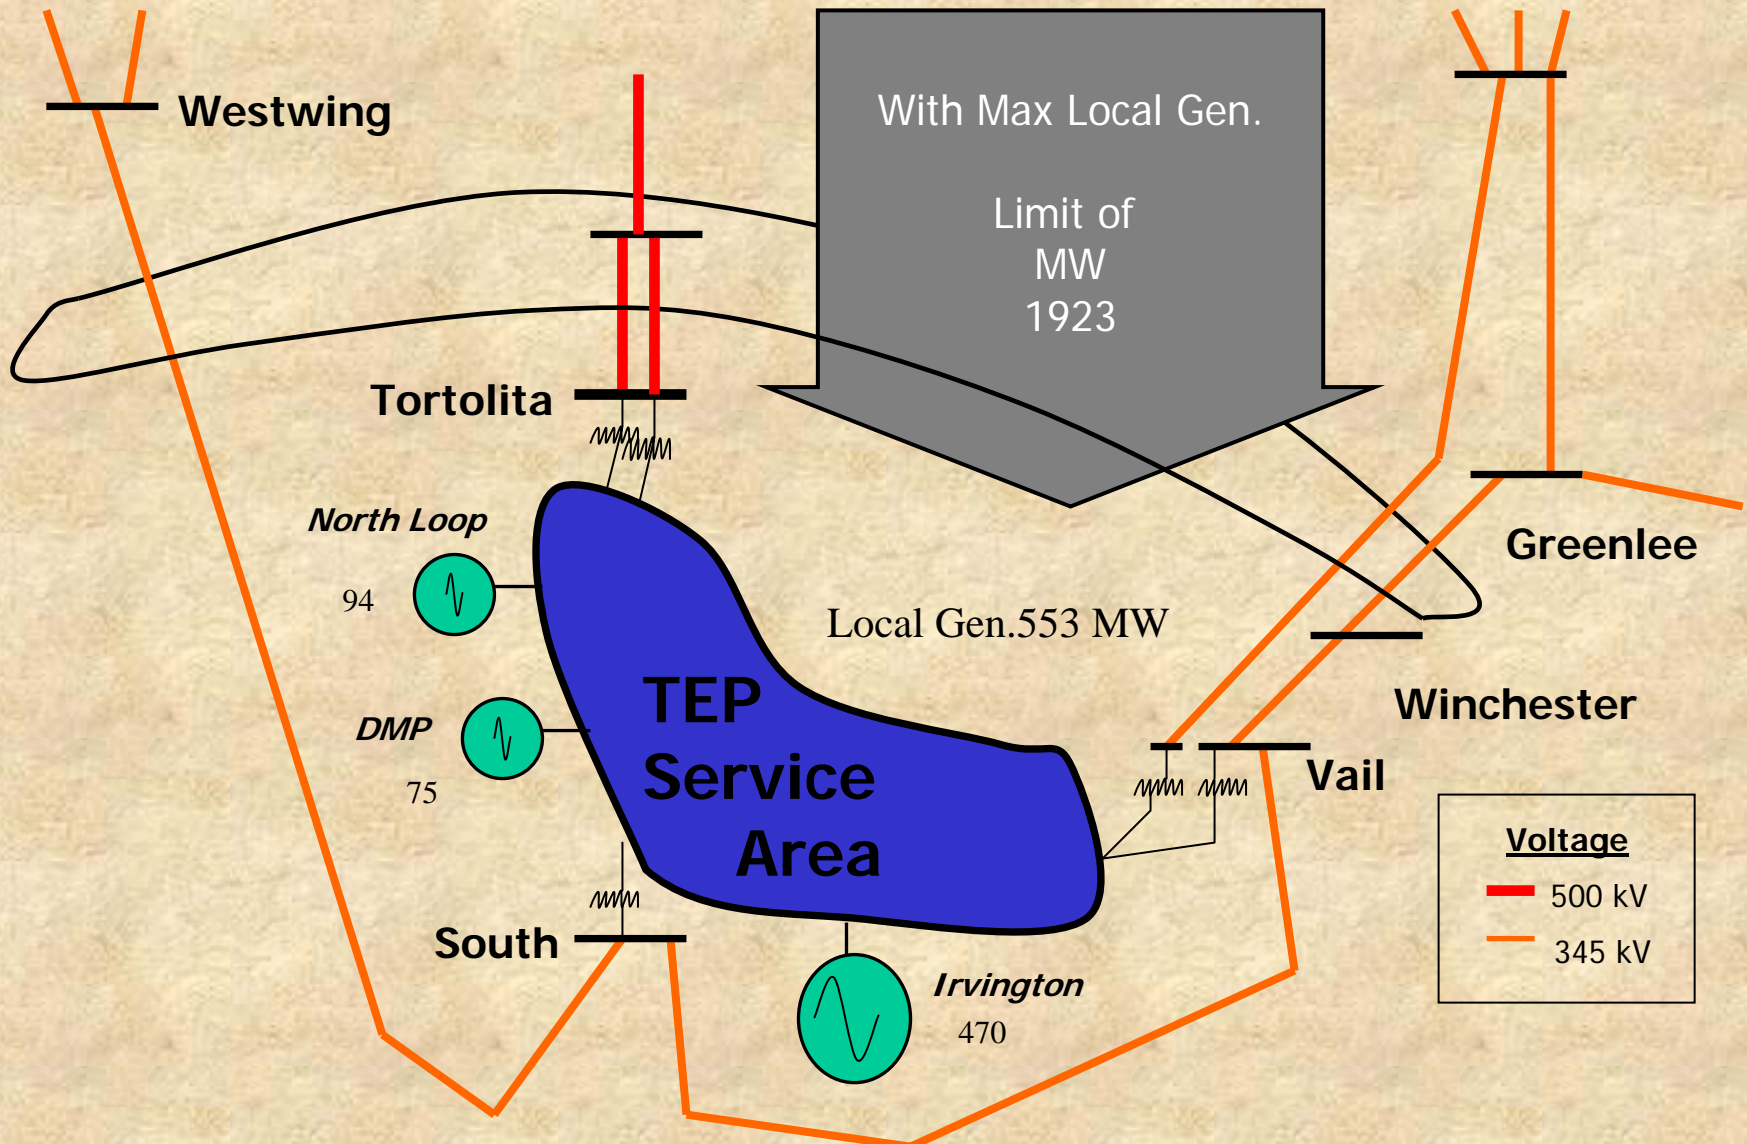 Westwing
With Max Local Gen.
Limit of
MW
1923
Tortolita
North Loop
94
Greenlee
Local Gen.553 MW
TEP
Service
Area
Winchester
DMP
75
Vail
Voltage
500 kV
345 kV
South
Irvington
470